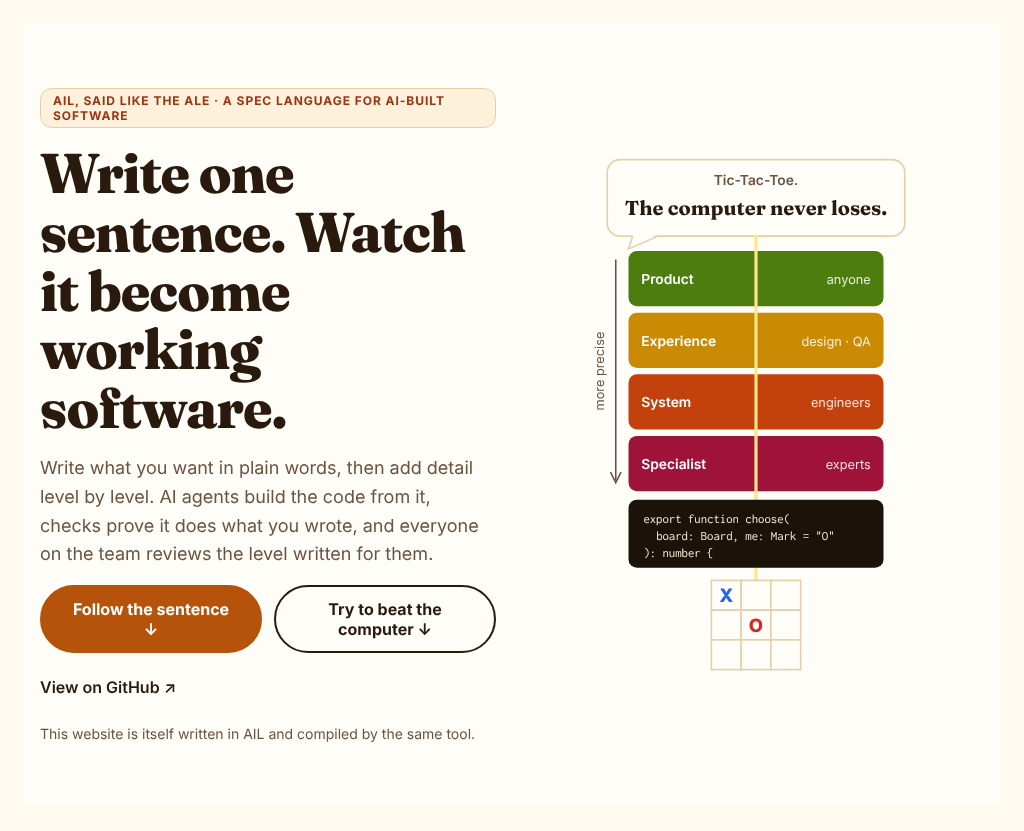 AIL, SAID LIKE THE ALE · A SPEC LANGUAGE FOR AI-BUILT
SOFTWARE
Write one
sentence. Watch
it become
working
software.
Write what you want in plain words, then add detail
level by level. AI agents build the code from it,
checks prove it does what you wrote, and everyone
on the team reviews the level written for them.
Follow the sentence
↓
Try to beat the
computer ↓
View on GitHub ↗
This website is itself written in AIL and compiled by the same tool.
Tic-Tac-Toe.
The computer never loses.
more precise
Product anyone
Experience design · QA
System engineers
Specialist experts
export function choose(
  board: Board, me: Mark = "O"
): number {
X
O